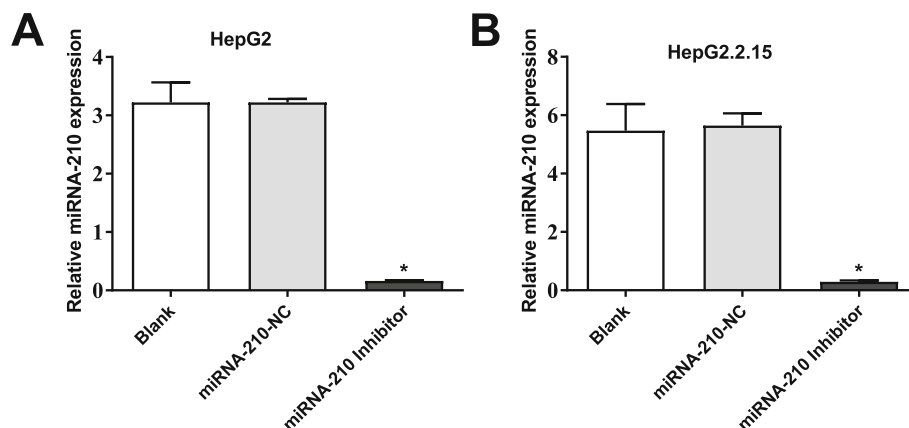 A
HepG2
Relative miRNA-210 expression
4
3
2
1
0
*
Blank
miRNA-210-NC
miRNA-210 Inhibitor
B
HepG2.2.15
Relative miRNA-210 expression
8
6
4
2
0
*
Blank
miRNA-210-NC
miRNA-210 Inhibitor